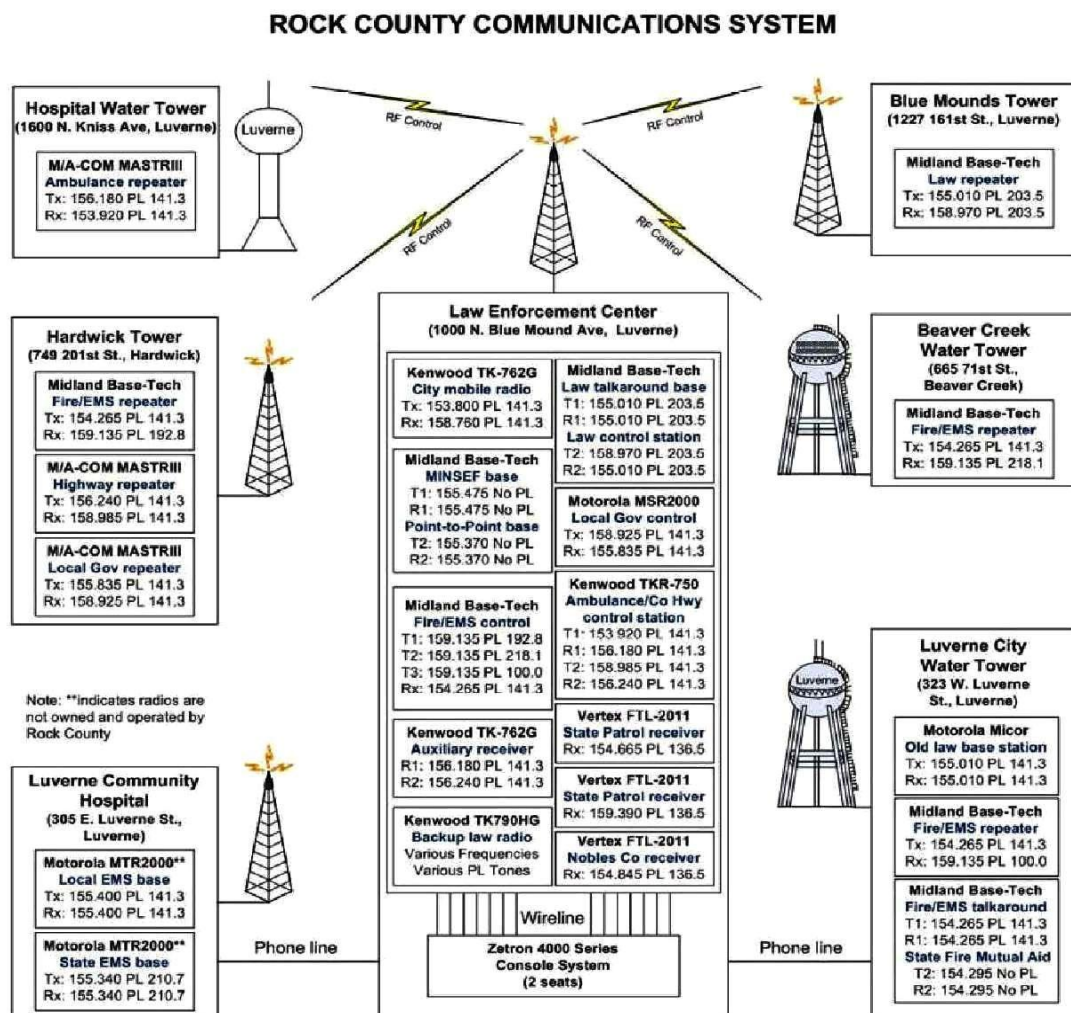 ROCK COUNTY COMMUNICATIONS SYSTEM
Hospital Water Tower
(1600 N. Kniss Ave, Luverne)
M/A-COM MASTRIII
Ambulance repeater
Tx: 156.180 PL 141.3
Rx: 153.920 PL 141.3
Luverne
RF Control
RF Control
RF Control
RF Control
Blue Mounds Tower
(1227 161st St., Luverne)
Midland Base-Tech
Law repeater
Tx: 155.010 PL 203.5
Rx: 158.970 PL 203.5
Hardwick Tower
(749 201st St., Hardwick)
Midland Base-Tech
Fire/EMS repeater
Tx: 154.265 PL 141.3
Rx: 159.135 PL 192.8
M/A-COM MASTRIII
Highway repeater
Tx: 156.240 PL 141.3
Rx: 158.985 PL 141.3
M/A-COM MASTRIII
Local Gov repeater
Tx: 155.835 PL 141.3
Rx: 158.925 PL 141.3
Note: **indicates radios are
not owned and operated by
Rock County
Luverne Community
Hospital
(305 E. Luverne St.,
Luverne)
Motorola MTR2000**
Local EMS base
Tx: 155.400 PL 141.3
Rx: 155.400 PL 141.3
Motorola MTR2000**
State EMS base
Tx: 155.340 PL 210.7
Rx: 155.340 PL 210.7
Phone line
Law Enforcement Center
(1000 N. Blue Mound Ave, Luverne)
Kenwood TK-762G
City mobile radio
Tx: 153.800 PL 141.3
Rx: 158.760 PL 141.3
Midland Base-Tech
MINSEF base
T1: 155.475 No PL
R1: 155.475 No PL
Point-to-Point base
T2: 155.370 No PL
R2: 155.370 No PL
Midland Base-Tech
Fire/EMS control
T1: 159.135 PL 192.8
T2: 159.135 PL 218.1
T3: 159.135 PL 100.0
Rx: 154.265 PL 141.3
Kenwood TK-762G
Auxiliary receiver
R1: 156.180 PL 141.3
R2: 156.240 PL 141.3
Kenwood TK790HG
Backup law radio
Various Frequencies
Various PL Tones
Midland Base-Tech
Law talkaround base
T1: 155.010 PL 203.5
R1: 155.010 PL 203.5
Law control station
T2: 158.970 PL 203.5
R2: 155.010 PL 203.5
Motorola MSR2000
Local Gov control
Tx: 158.925 PL 141.3
Rx: 155.835 PL 141.3
Kenwood TKR-750
Ambulance/Co Hwy
control station
T1: 153.920 PL 141.3
R1: 156.180 PL 141.3
T2: 158.985 PL 141.3
R2: 156.240 PL 141.3
Vertex FTL-2011
State Patrol receiver
Rx: 154.665 PL 136.5
Vertex FTL-2011
State Patrol receiver
Rx: 159.390 PL 136.5
Vertex FTL-2011
Nobles Co receiver
Rx: 154.845 PL 136.5
Wireline
Zetron 4000 Series
Console System
(2 seats)
Beaver Creek
Water Tower
(665 71st St.,
Beaver Creek)
Midland Base-Tech
Fire/EMS repeater
Tx: 154.265 PL 141.3
Rx: 159.135 PL 218.1
Luverne
Luverne City
Water Tower
(323 W. Luverne
St., Luverne)
Motorola Micor
Old law base station
Tx: 155.010 PL 141.3
Rx: 155.010 PL 141.3
Midland Base-Tech
Fire/EMS repeater
Tx: 154.265 PL 141.3
Rx: 159.135 PL 100.0
Midland Base-Tech
Fire/EMS talkaround
T1: 154.265 PL 141.3
R1: 154.265 PL 141.3
State Fire Mutual Aid
T2: 154.295 No PL
R2: 154.295 No PL
Phone line